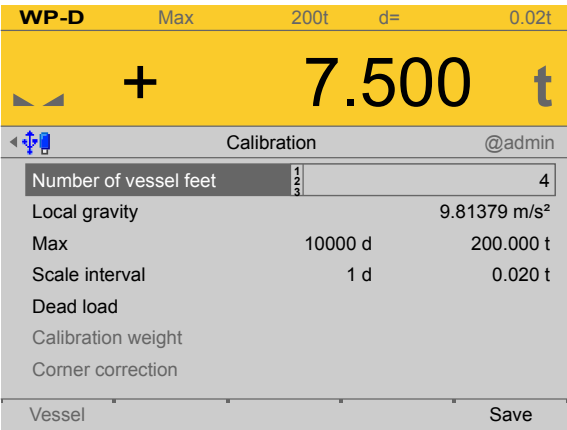 WP-D Max 200t d= 0.02t
+ 7.500 t
Calibration @admin
Number of vessel feet 1 2 3 4
Local gravity 9.81379 m/s²
Max 10000 d 200.000 t
Scale interval 1 d 0.020 t
Dead load
Calibration weight
Corner correction
Vessel Save